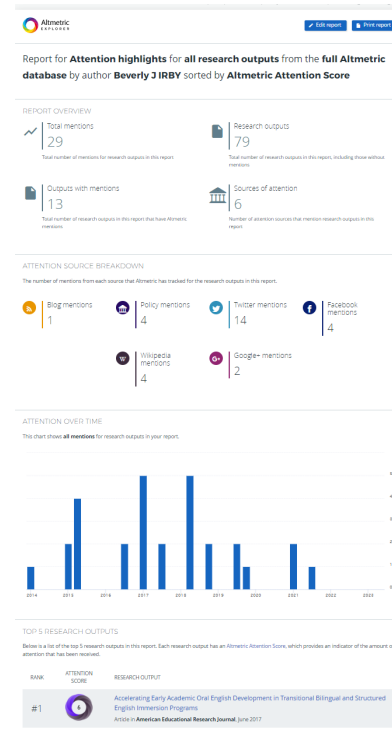 Altmetric
EXPLORER
Edit report
Print report
Report for Attention highlights for all research outputs from the full Altmetric
database by author Beverly J IRBY sorted by Altmetric Attention Score
REPORT OVERVIEW
Total mentions
29
Total number of mentions for research outputs in this report
Research outputs
79
Total number of research outputs in this report, including those without
mentions
Outputs with mentions
13
Total number of research outputs in this report that have Altmetric
mentions
Sources of attention
6
Number of attention sources that mention research outputs in this
report
ATTENTION SOURCE BREAKDOWN
The number of mentions from each source that Altmetric has tracked for the research outputs in this report.
Blog mentions
1
Policy mentions
4
Twitter mentions
14
Facebook
mentions
4
Wikipedia
mentions
4
Google+ mentions
2
ATTENTION OVER TIME
This chart shows all mentions for research outputs in your report.
2014 2015 2016 2017 2018 2019 2020 2021 2022 2023
TOP 5 RESEARCH OUTPUTS
Below is a list of the top 5 research outputs in this report. Each research output has an Altmetric Attention Score, which provides an indicator of the amount
attention that has been received.
RANK
ATTENTION
SCORE
RESEARCH OUTPUT
#1
6
Accelerating Early Academic Oral English Development in Transitional Bilingual and Structured
English Immersion Programs
Article in American Educational Research Journal, June 2017